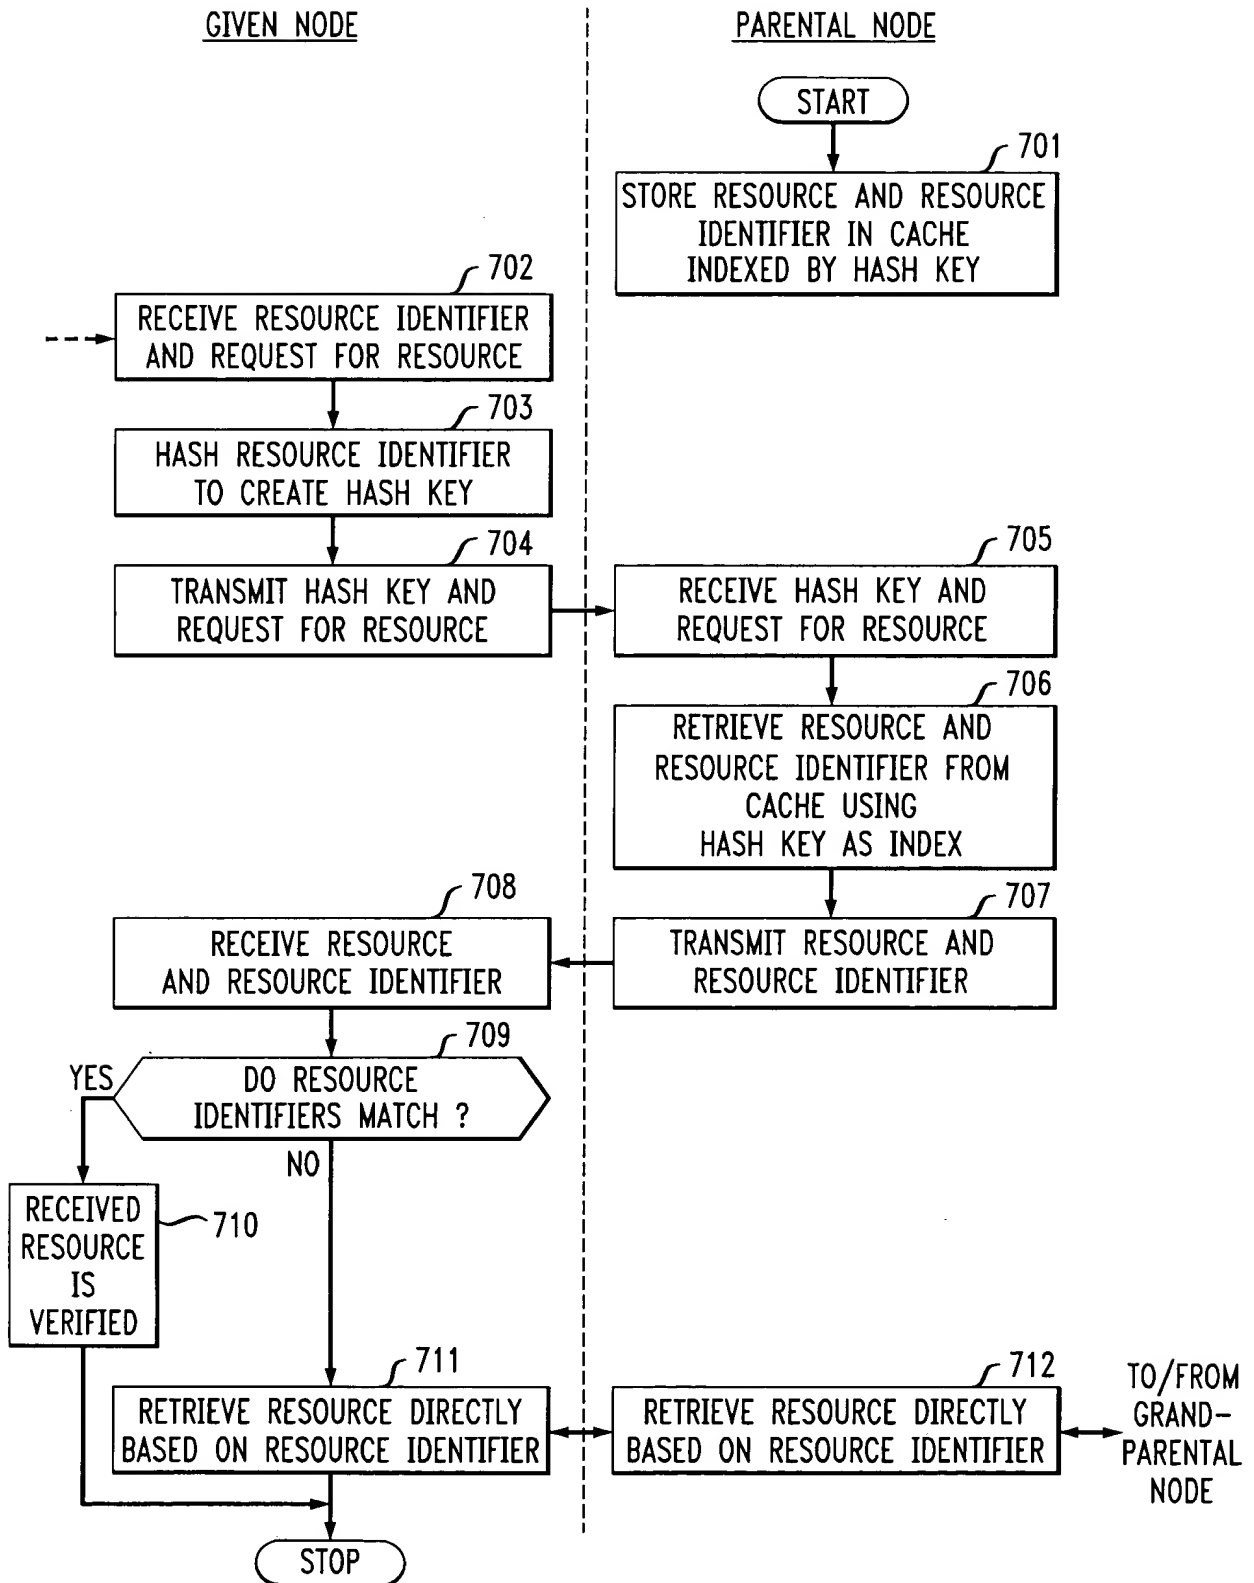 GIVEN NODE
PARENTAL NODE
START
701
STORE RESOURCE AND RESOURCE
IDENTIFIER IN CACHE
INDEXED BY HASH KEY
702
RECEIVE RESOURCE IDENTIFIER
AND REQUEST FOR RESOURCE
703
HASH RESOURCE IDENTIFIER
TO CREATE HASH KEY
704
TRANSMIT HASH KEY AND
REQUEST FOR RESOURCE
705
RECEIVE HASH KEY AND
REQUEST FOR RESOURCE
706
RETRIEVE RESOURCE AND
RESOURCE IDENTIFIER FROM
CACHE USING
HASH KEY AS INDEX
707
TRANSMIT RESOURCE AND
RESOURCE IDENTIFIER
708
RECEIVE RESOURCE
AND RESOURCE IDENTIFIER
709
DO RESOURCE
IDENTIFIERS MATCH ?
YES
NO
710
RECEIVED
RESOURCE
IS
VERIFIED
711
RETRIEVE RESOURCE DIRECTLY
BASED ON RESOURCE IDENTIFIER
712
RETRIEVE RESOURCE DIRECTLY
BASED ON RESOURCE IDENTIFIER
TO/FROM
GRAND-
PARENTAL
NODE
STOP